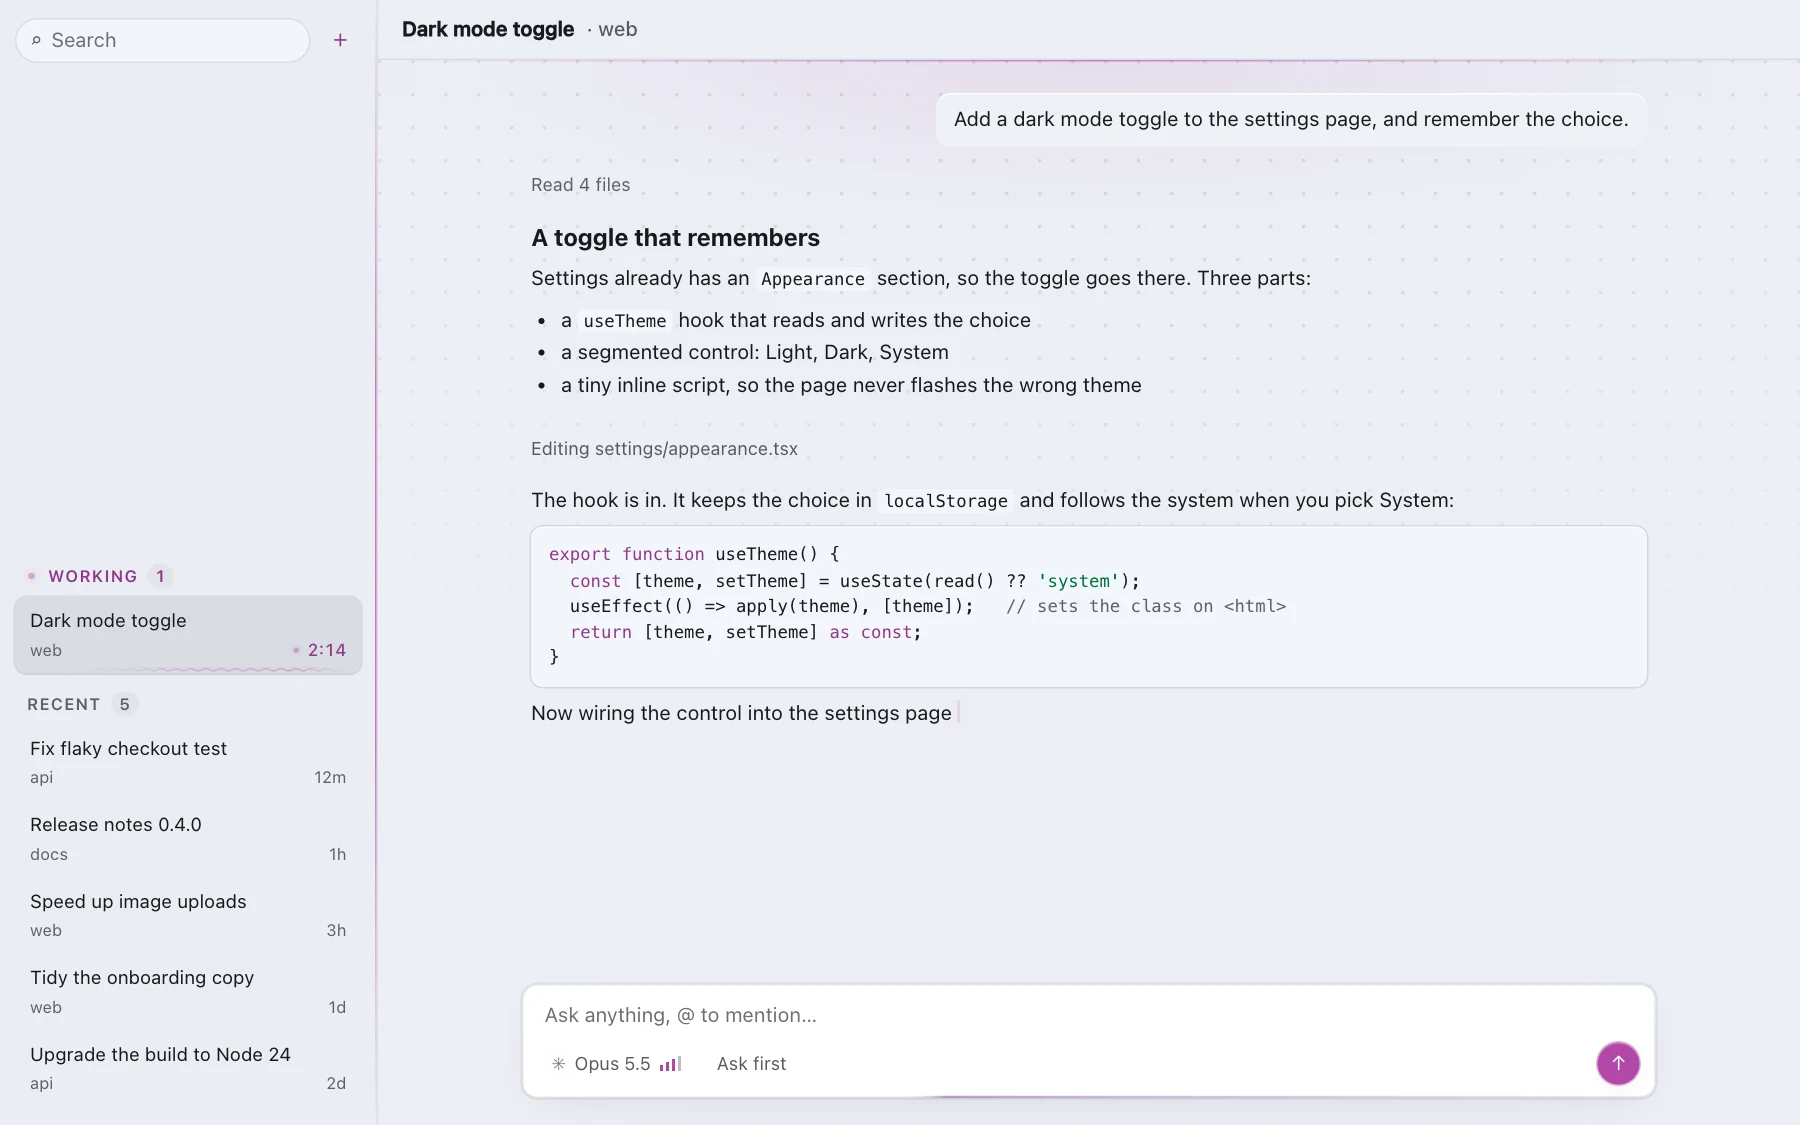 Search
+
WORKING 1
Dark mode toggle
web
2:14
RECENT 5
Fix flaky checkout test
api
12m
Release notes 0.4.0
docs
1h
Speed up image uploads
web
3h
Tidy the onboarding copy
web
1d
Upgrade the build to Node 24
api
2d
Dark mode toggle · web
Add a dark mode toggle to the settings page, and remember the choice.
Read 4 files
A toggle that remembers
Settings already has an Appearance section, so the toggle goes there. Three parts:
• a useTheme hook that reads and writes the choice
• a segmented control: Light, Dark, System
• a tiny inline script, so the page never flashes the wrong theme
Editing settings/appearance.tsx
The hook is in. It keeps the choice in localStorage and follows the system when you pick System:
export function useTheme() {
  const [theme, setTheme] = useState(read() ?? 'system');
  useEffect(() => apply(theme), [theme]);   // sets the class on <html>
  return [theme, setTheme] as const;
}
Now wiring the control into the settings page
Ask anything, @ to mention...
Opus 5.5
Ask first